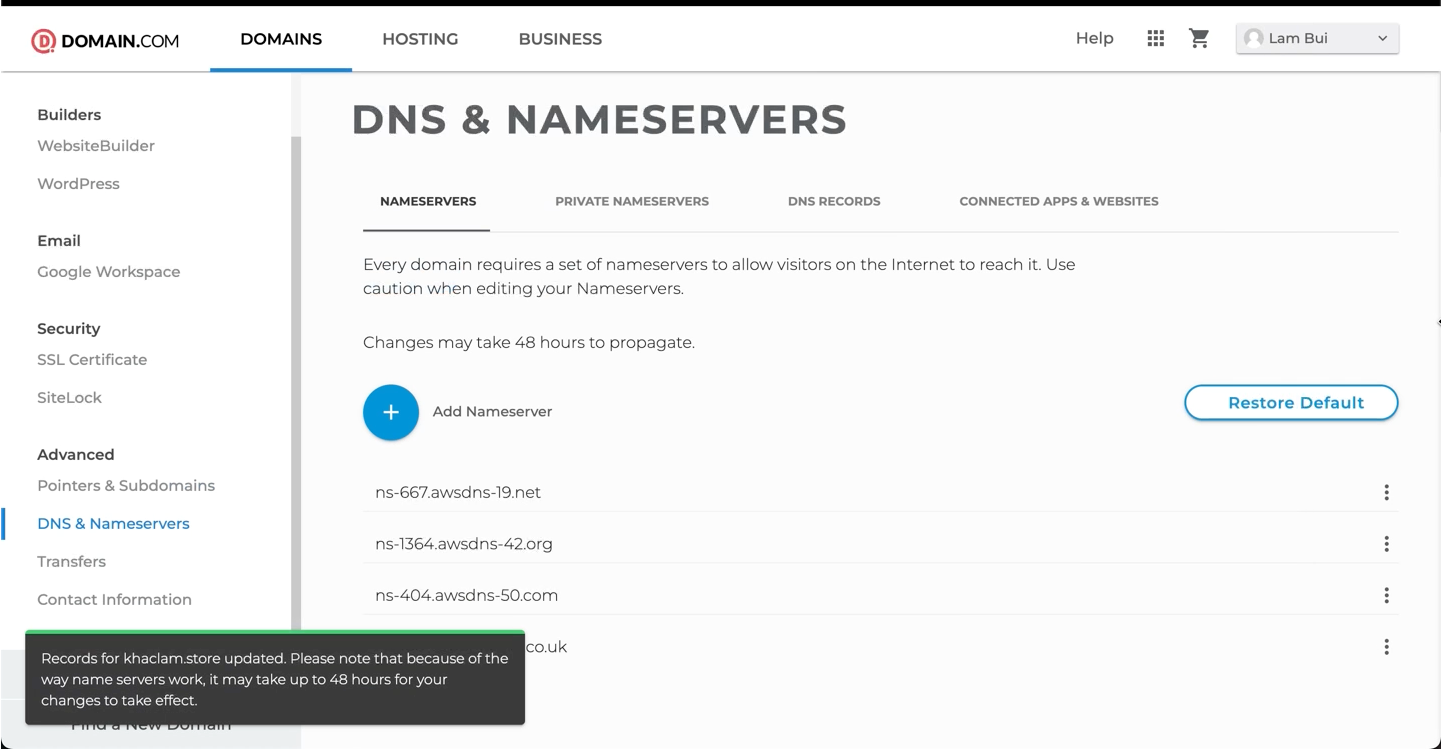 DOMAIN.COM
DOMAINS
HOSTING
BUSINESS
Help
Lam Bui
Builders
WebsiteBuilder
WordPress
Email
Google Workspace
Security
SSL Certificate
SiteLock
Advanced
Pointers & Subdomains
DNS & Nameservers
Transfers
Contact Information
Find a New Domain
DNS & NAMESERVERS
NAMESERVERS
PRIVATE NAMESERVERS
DNS RECORDS
CONNECTED APPS & WEBSITES
Every domain requires a set of nameservers to allow visitors on the Internet to reach it. Use
caution when editing your Nameservers.
Changes may take 48 hours to propagate.
Add Nameserver
Restore Default
ns-667.awsdns-19.net
ns-1364.awsdns-42.org
ns-404.awsdns-50.com
co.uk
Records for khaclam.store updated. Please note that because of the
way name servers work, it may take up to 48 hours for your
changes to take effect.